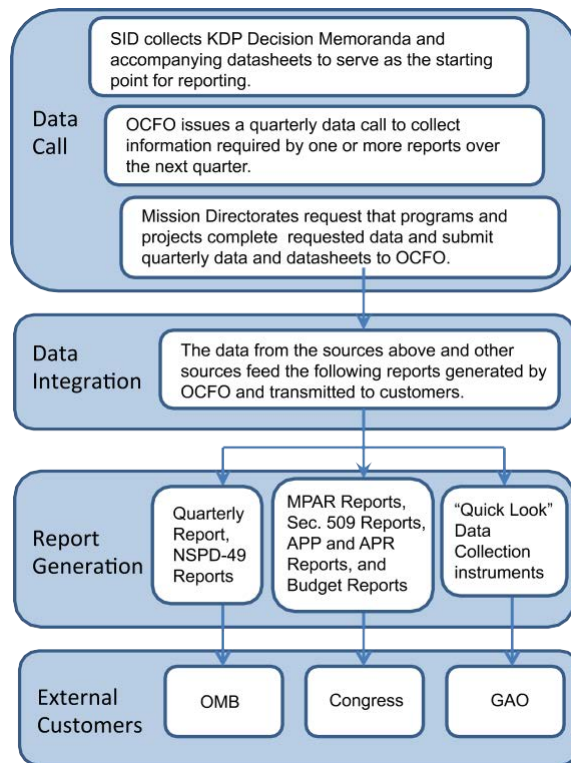 SID collects KDP Decision Memoranda and
accompanying datasheets to serve as the starting
point for reporting.
Data
Call
OCFO issues a quarterly data call to collect
information required by one or more reports over
the next quarter.
Mission Directorates request that programs and
projects complete requested data and submit
quarterly data and datasheets to OCFO.
Data
Integration
The data from the sources above and other
sources feed the following reports generated by
OCFO and transmitted to customers.
Report
Generation
Quarterly
Report,
NSPD-49
Reports
MPAR Reports,
Sec. 509 Reports,
APP and APR
Reports, and
Budget Reports
“Quick Look”
Data
Collection
instruments
External
Customers
OMB
Congress
GAO